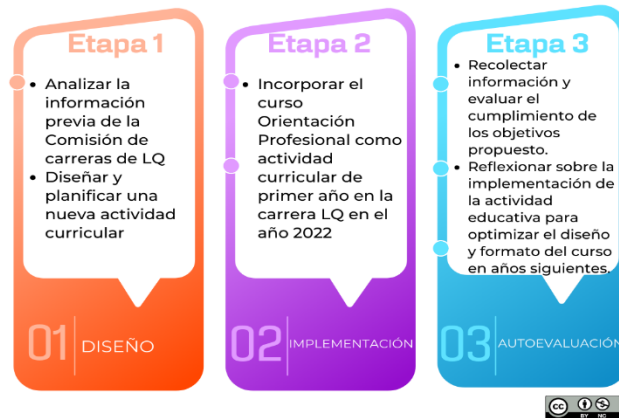 Etapa 1
• Analizar la
información
previa de la
Comisión de
carreras de LQ
• Diseñar y
planificar una
nueva actividad
curricular
01 DISEÑO
Etapa 2
• Incorporar el
curso
Orientación
Profesional como
actividad
curricular de
primer año en la
carrera LQ en el
año 2022
02 IMPLEMENTACIÓN
Etapa 3
• Recolectar
información y
evaluar el
cumplimiento de
los objetivos
propuesto.
• Reflexionar sobre la
implementación de
la actividad
educativa para
optimizar el diseño
y formato del curso
en años siguientes.
03 AUTOEVALUACIÓN
cc
BY NC